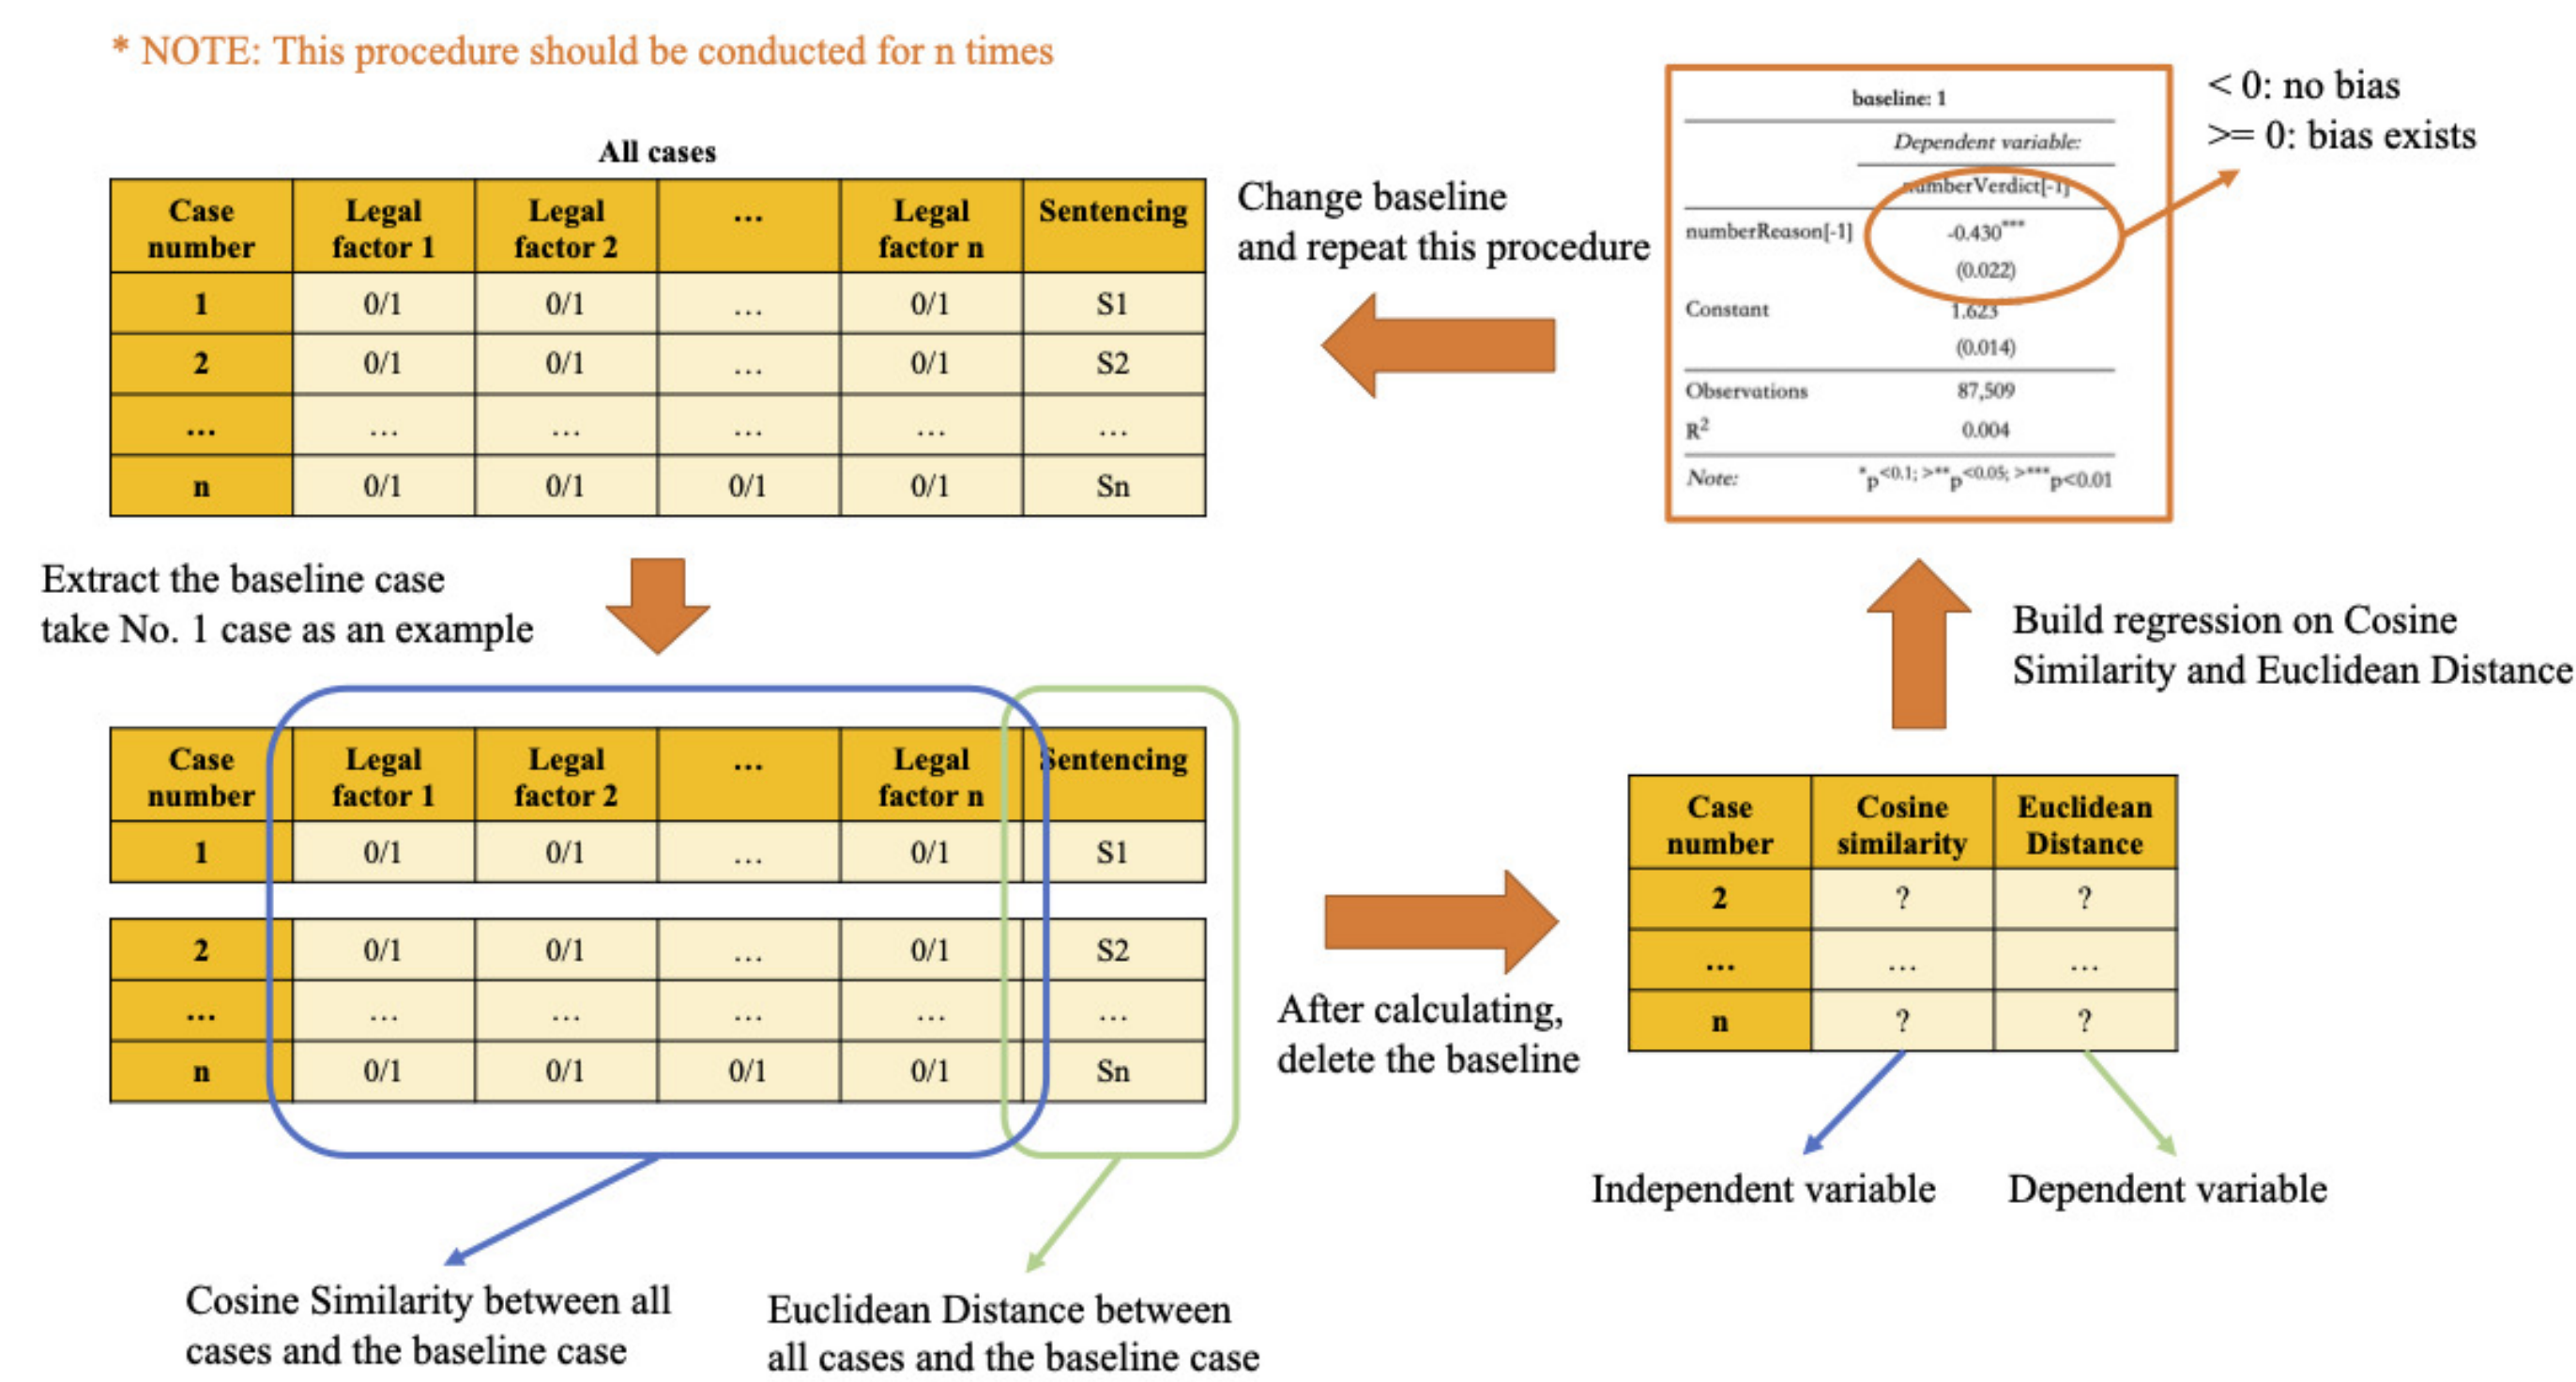 * NOTE: This procedure should be conducted for n times
All cases
Case number Legal factor 1 Legal factor 2 ... Legal factor n Sentencing
1 0/1 0/1 ... 0/1 S1
2 0/1 0/1 ... 0/1 S2
... ... ... ... ... ...
n 0/1 0/1 0/1 0/1 Sn
Change baseline
and repeat this procedure
baseline: 1
Dependent variable:
numberVerdict[-1]
numberReason[-1] -0.430***
(0.022)
Constant 1.623
(0.014)
Observations 87,509
R2 0.004
Note: *p<0.1; >**p<0.05; >***p<0.01
< 0: no bias
>= 0: bias exists
Extract the baseline case
take No. 1 case as an example
Case number Legal factor 1 Legal factor 2 ... Legal factor n Sentencing
1 0/1 0/1 ... 0/1 S1
2 0/1 0/1 ... 0/1 S2
... ... ... ... ... ...
n 0/1 0/1 0/1 0/1 Sn
Cosine Similarity between all
cases and the baseline case
Euclidean Distance between
all cases and the baseline case
After calculating,
delete the baseline
Build regression on Cosine
Similarity and Euclidean Distance
Case number Cosine similarity Euclidean Distance
2 ? ?
... ... ...
n ? ?
Independent variable
Dependent variable